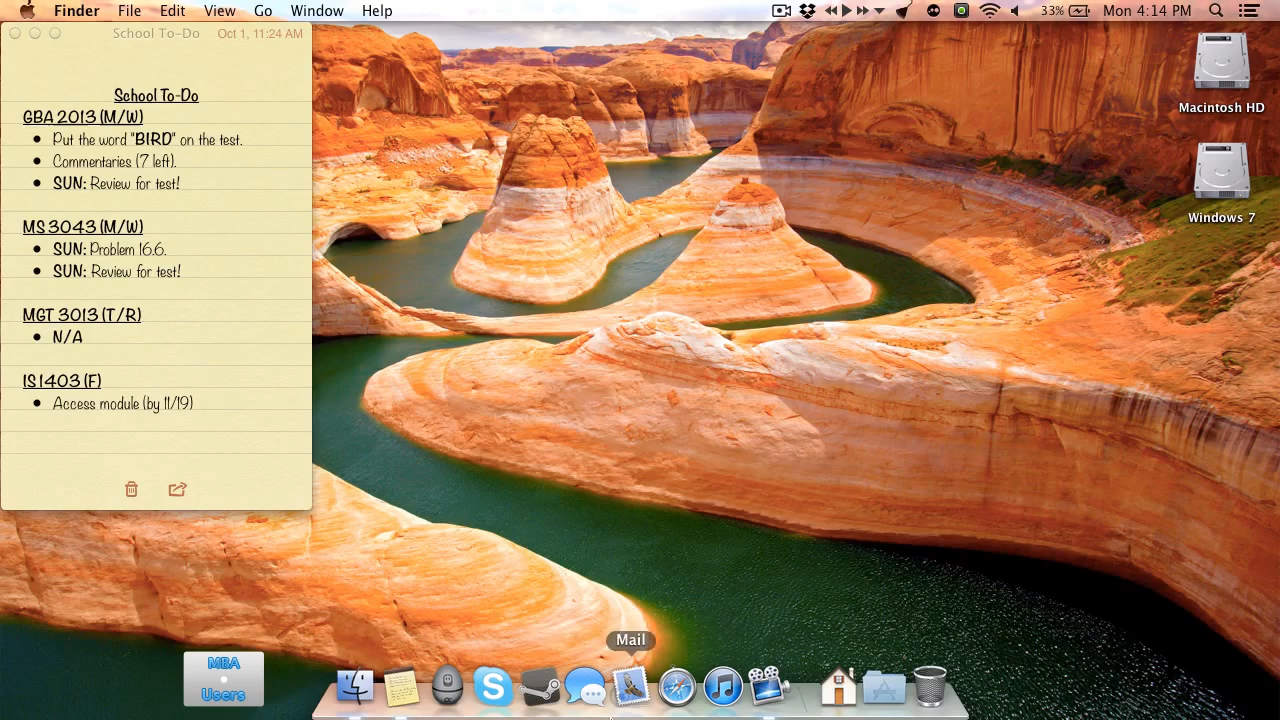 Finder File Edit View Go Window Help 33% Mon 4:14 PM
School To-Do Oct 1, 11:24 AM
School To-Do
GBA 2013 (M/W)
• Put the word "BIRD" on the test.
• Commentaries (7 left).
• SUN: Review for test!
MS 3043 (M/W)
• SUN: Problem 16.6.
• SUN: Review for test!
MGT 3013 (T/R)
• N/A
IS 1403 (F)
• Access module (by 11/19)
Macintosh HD
Windows 7
Mail
MBA
•
Users
S